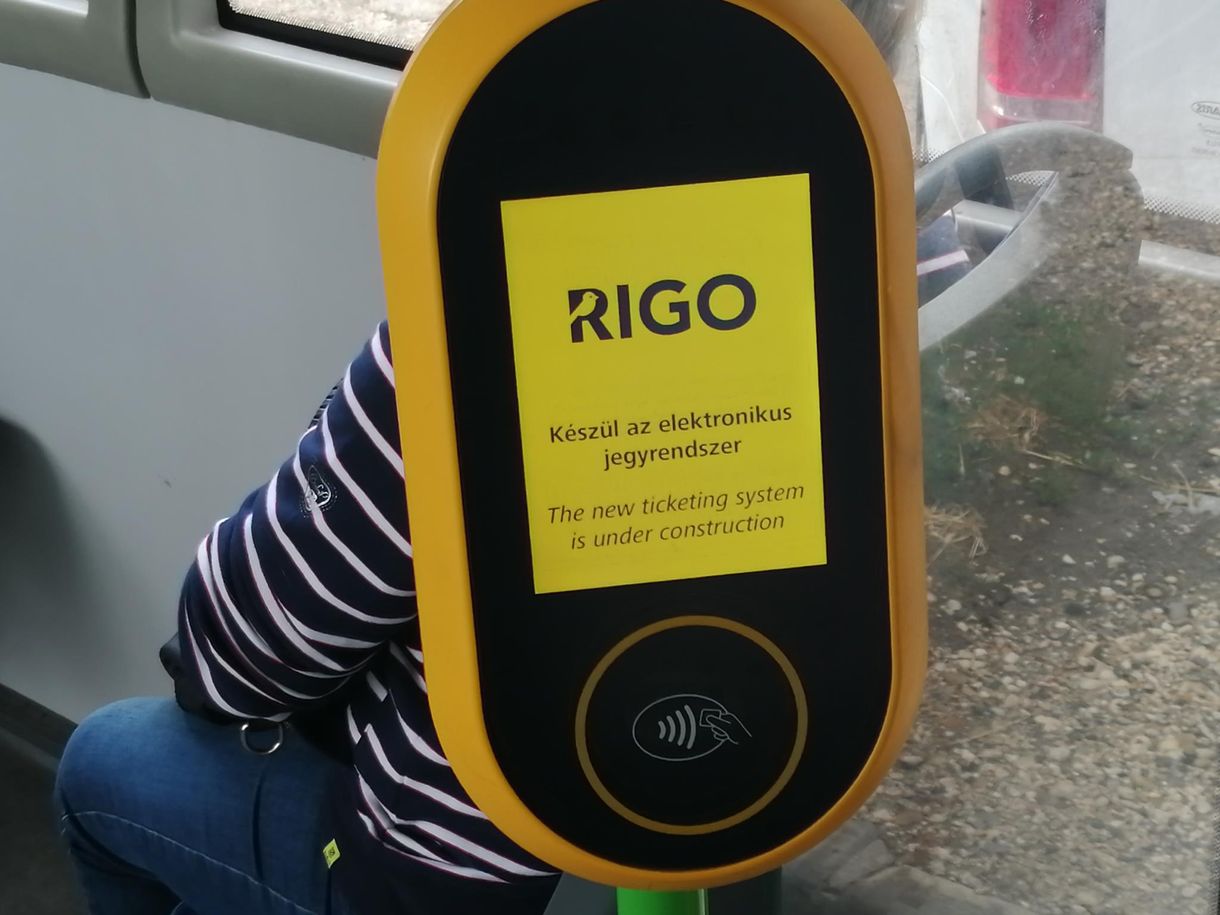 RIGO
Készül az elektronikus
jegyrendszer
The new ticketing system
is under construction